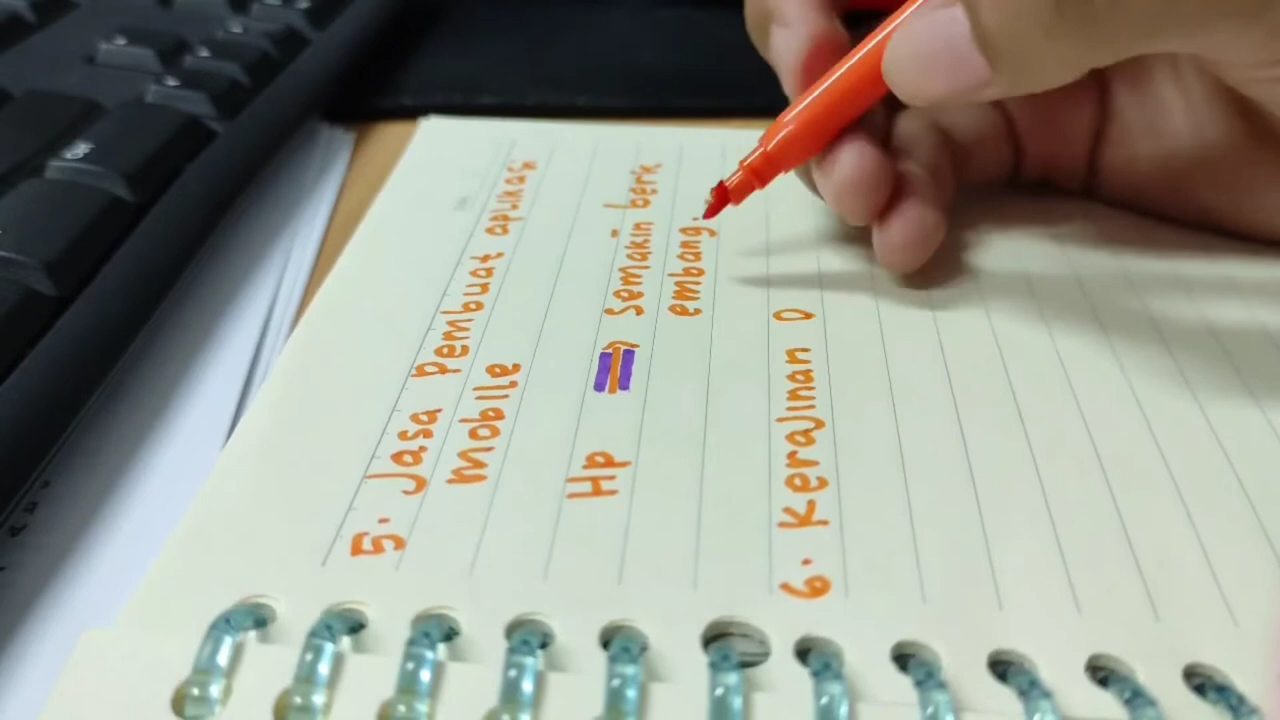 5. Jasa pembuat aplikasi
mobile
Hp ⇒ semakin berk
embang.
6. Kerajinan O